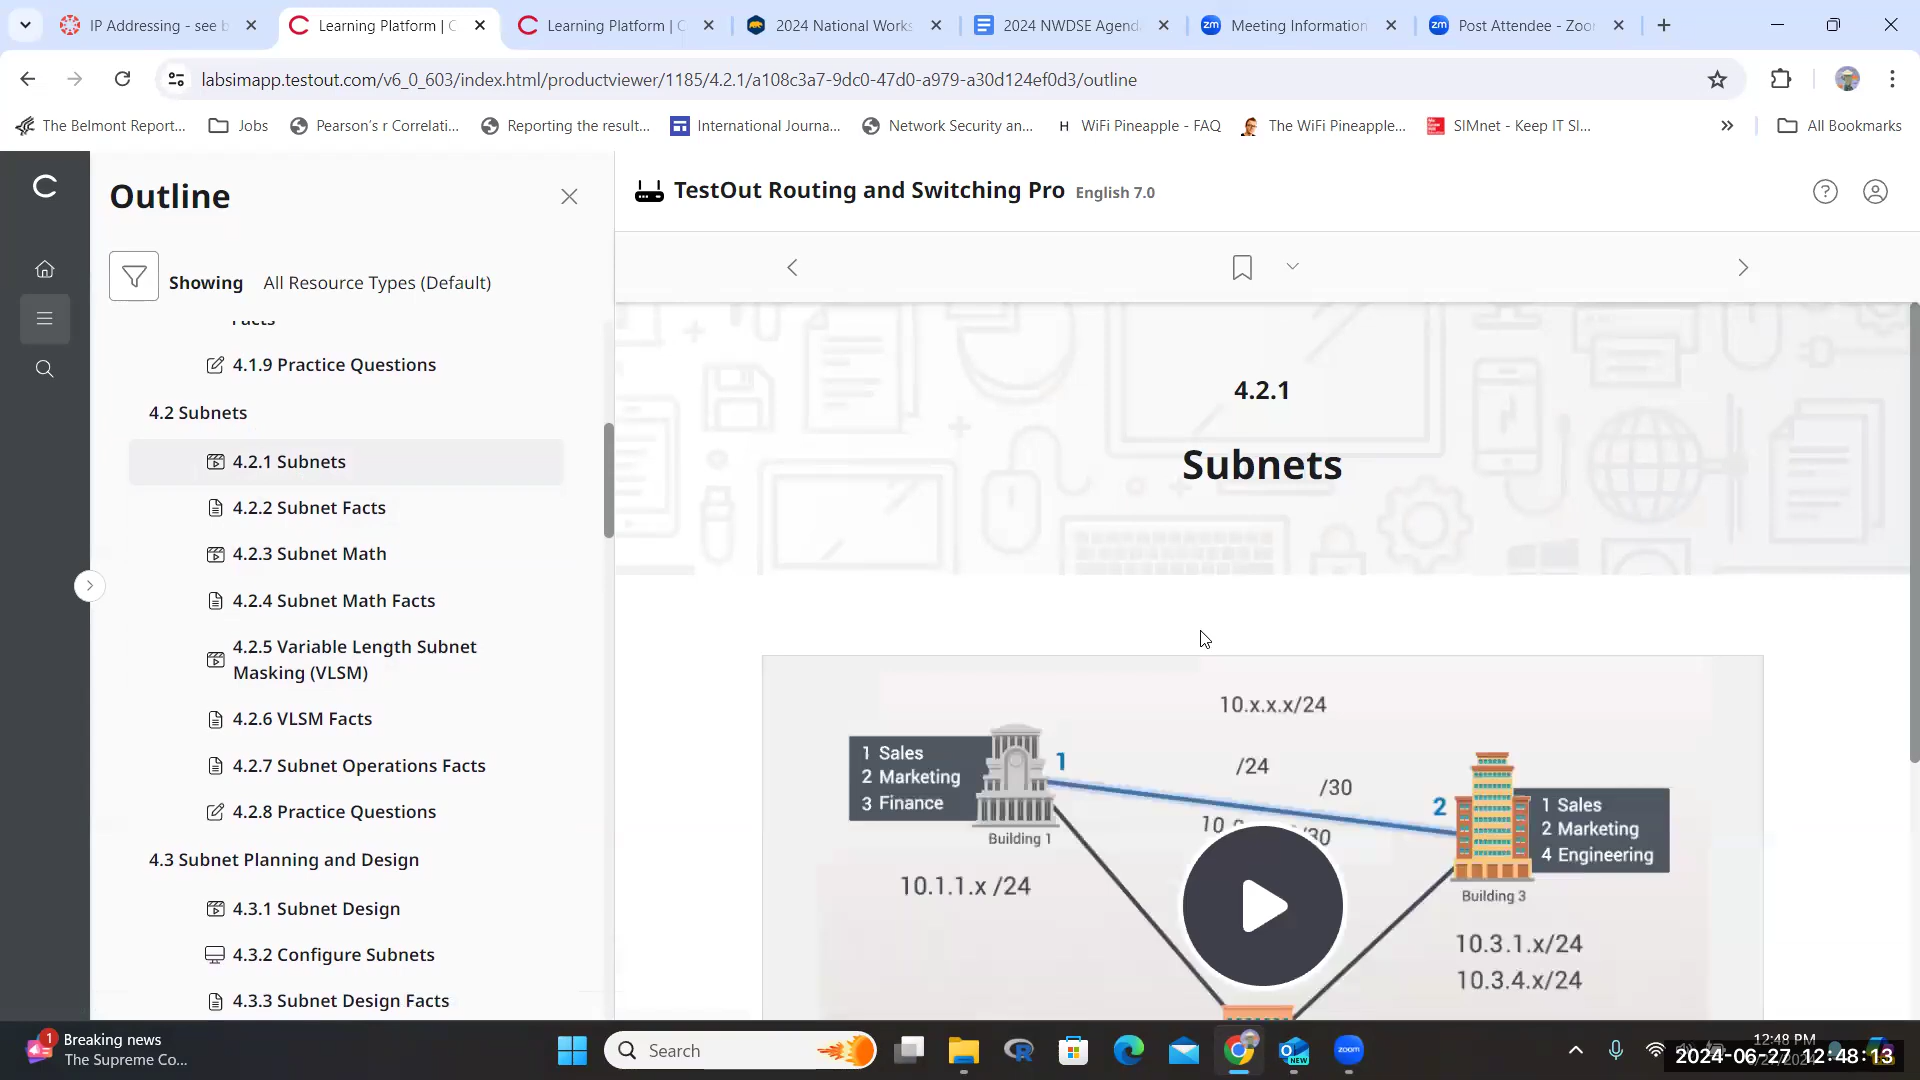 IP Addressing - see b
Learning Platform | C
Learning Platform | C
2024 National Works
2024 NWDSE Agend
Meeting Information
Post Attendee - Zoo
labsimapp.testout.com/v6_0_603/index.html/productviewer/1185/4.2.1/a108c3a7-9dc0-47d0-a979-a30d124ef0d3/outline
The Belmont Report...
Jobs
Pearson's r Correlati...
Reporting the result...
International Journa...
Network Security an...
WiFi Pineapple - FAQ
The WiFi Pineapple...
SIMnet - Keep IT SI...
All Bookmarks
Outline
TestOut Routing and Switching Pro English 7.0
Showing All Resource Types (Default)
Facts
4.1.9 Practice Questions
4.2 Subnets
4.2.1 Subnets
4.2.2 Subnet Facts
4.2.3 Subnet Math
4.2.4 Subnet Math Facts
4.2.5 Variable Length Subnet
Masking (VLSM)
4.2.6 VLSM Facts
4.2.7 Subnet Operations Facts
4.2.8 Practice Questions
4.3 Subnet Planning and Design
4.3.1 Subnet Design
4.3.2 Configure Subnets
4.3.3 Subnet Design Facts
4.2.1
Subnets
10.x.x.x/24
1 Sales
2 Marketing
3 Finance
Building 1
1
/24
/30
10
/30
2
1 Sales
2 Marketing
4 Engineering
Building 3
10.1.1.x /24
10.3.1.x/24
10.3.4.x/24
1
Breaking news
The Supreme Co...
Search
zoom
12:48 PM
2024-06-27 12:48:13